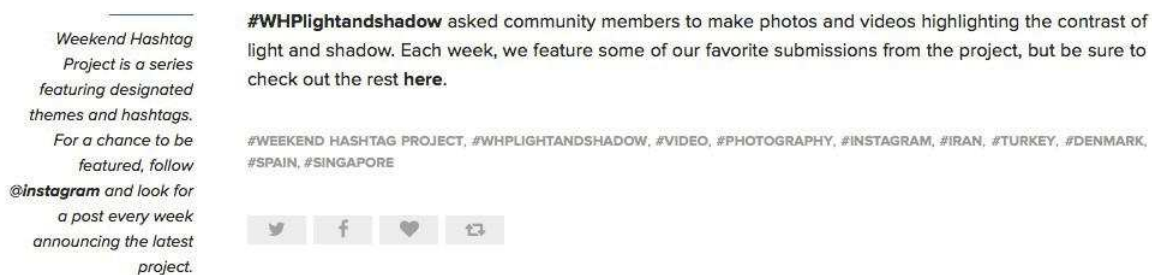 Weekend Hashtag
Project is a series
featuring designated
themes and hashtags.
For a chance to be
featured, follow
@instagram and look for
a post every week
announcing the latest
project.
#WHPlightandshadow asked community members to make photos and videos highlighting the contrast of
light and shadow. Each week, we feature some of our favorite submissions from the project, but be sure to
check out the rest here.
#WEEKEND HASHTAG PROJECT, #WHPLIGHTANDSHADOW, #VIDEO, #PHOTOGRAPHY, #INSTAGRAM, #IRAN, #TURKEY, #DENMARK,
#SPAIN, #SINGAPORE